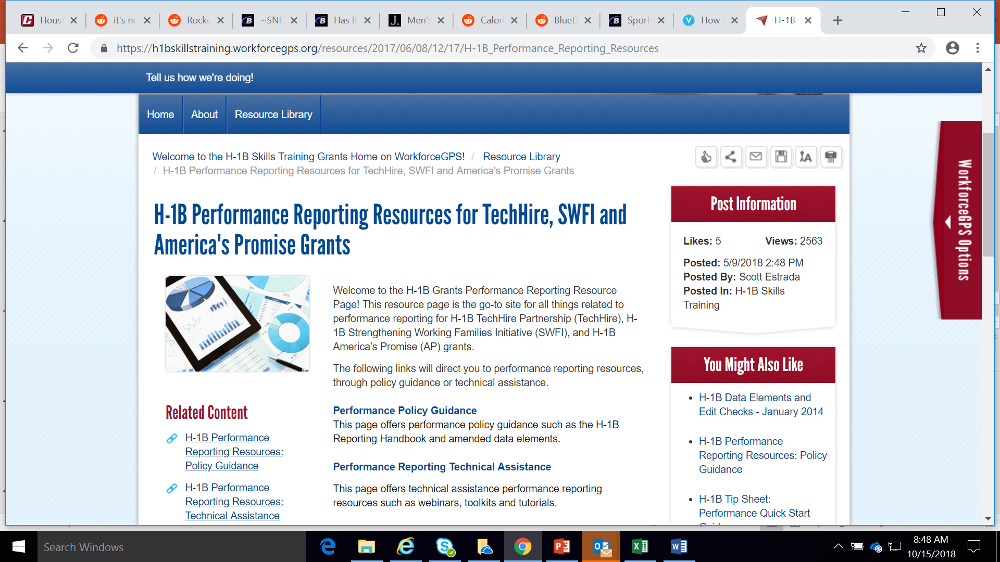 Hous
it's no
Rocke
~SNF
Has B
J. Men's
Calori
BlueD
Sport
How
H-1B
https://h1bskillstraining.workforcegps.org/resources/2017/06/08/12/17/H-1B_Performance_Reporting_Resources
Tell us how we're doing!
Home About Resource Library
Welcome to the H-1B Skills Training Grants Home on WorkforceGPS! / Resource Library
/ H-1B Performance Reporting Resources for TechHire, SWFI and America's Promise Grants
H-1B Performance Reporting Resources for TechHire, SWFI and
America's Promise Grants
Welcome to the H-1B Grants Performance Reporting Resource
Page! This resource page is the go-to site for all things related to
performance reporting for H-1B TechHire Partnership (TechHire), H-
1B Strengthening Working Families Initiative (SWFI), and H-1B
America's Promise (AP) grants.
The following links will direct you to performance reporting resources,
through policy guidance or technical assistance.
Performance Policy Guidance
This page offers performance policy guidance such as the H-1B
Reporting Handbook and amended data elements.
Performance Reporting Technical Assistance
This page offers technical assistance performance reporting
resources such as webinars, toolkits and tutorials.
Related Content
H-1B Performance
Reporting Resources:
Policy Guidance
H-1B Performance
Reporting Resources:
Technical Assistance
Post Information
Likes: 5 Views: 2563
Posted: 5/9/2018 2:48 PM
Posted By: Scott Estrada
Posted In: H-1B Skills
Training
You Might Also Like
H-1B Data Elements and
Edit Checks - January 2014
H-1B Performance
Reporting Resources: Policy
Guidance
H-1B Tip Sheet:
Performance Quick Start
WorkforceGPS Options
Search Windows
8:48 AM
10/15/2018